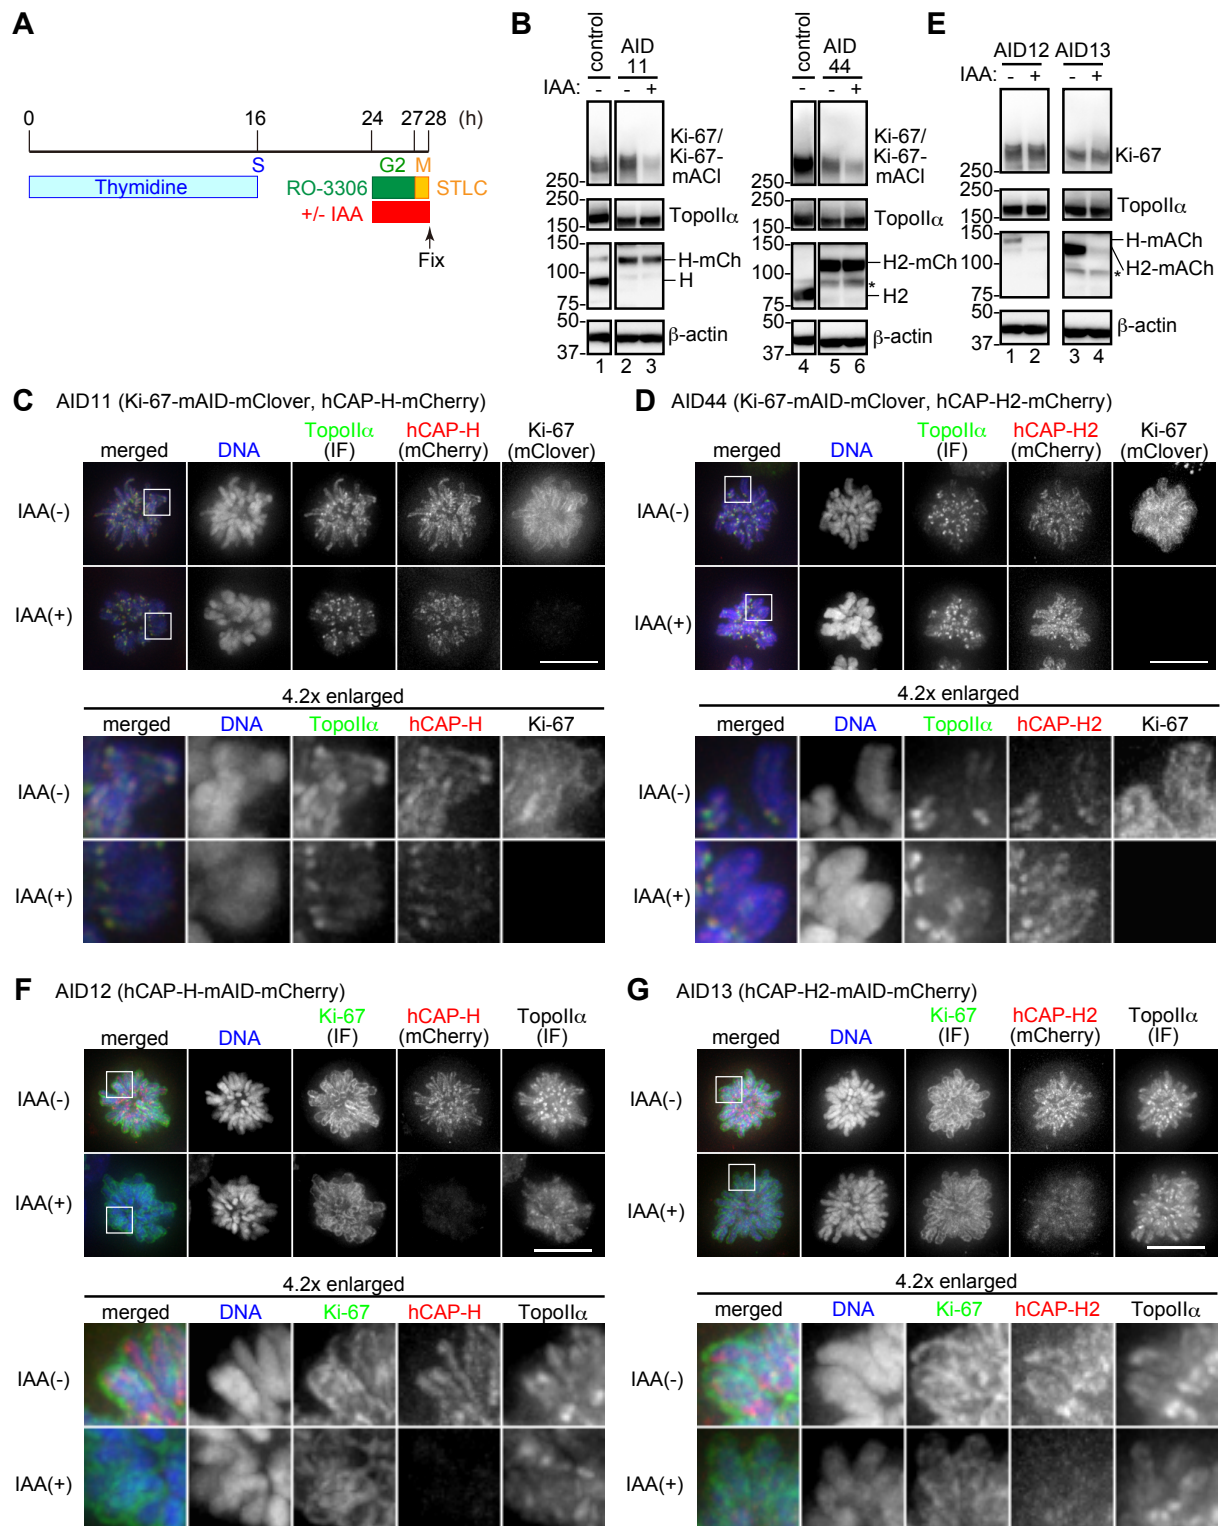 A
0 16 24 27 28 (h)
S G2 M
Thymidine RO-3306 STLC
+/- IAA
Fix
B
control AID 11
IAA: - - +
Ki-67/
Ki-67-
mACl
250
TopoIIα
150
150
H-mCh
100
H
75
50
β-actin
37
1 2 3
control AID 44
- - +
Ki-67/
Ki-67-
mACl
250
TopoIIα
150
150
H2-mCh
100
*
H2
75
50
β-actin
37
4 5 6
E
AID12 AID13
IAA: - + - +
Ki-67
250
250
TopoIIα
150
150
H-mACh
H2-mACh
100
*
75
50
β-actin
37
1 2 3 4
C AID11 (Ki-67-mAID-mClover, hCAP-H-mCherry)
merged DNA TopoIIα (IF) hCAP-H (mCherry) Ki-67 (mClover)
IAA(-)
IAA(+)
4.2x enlarged
merged DNA TopoIIα hCAP-H Ki-67
IAA(-)
IAA(+)
D AID44 (Ki-67-mAID-mClover, hCAP-H2-mCherry)
merged DNA TopoIIα (IF) hCAP-H2 (mCherry) Ki-67 (mClover)
IAA(-)
IAA(+)
4.2x enlarged
merged DNA TopoIIα hCAP-H2 Ki-67
IAA(-)
IAA(+)
F AID12 (hCAP-H-mAID-mCherry)
merged DNA Ki-67 (IF) hCAP-H (mCherry) TopoIIα (IF)
IAA(-)
IAA(+)
4.2x enlarged
merged DNA Ki-67 hCAP-H TopoIIα
IAA(-)
IAA(+)
G AID13 (hCAP-H2-mAID-mCherry)
merged DNA Ki-67 (IF) hCAP-H2 (mCherry) TopoIIα (IF)
IAA(-)
IAA(+)
4.2x enlarged
merged DNA Ki-67 hCAP-H2 TopoIIα
IAA(-)
IAA(+)